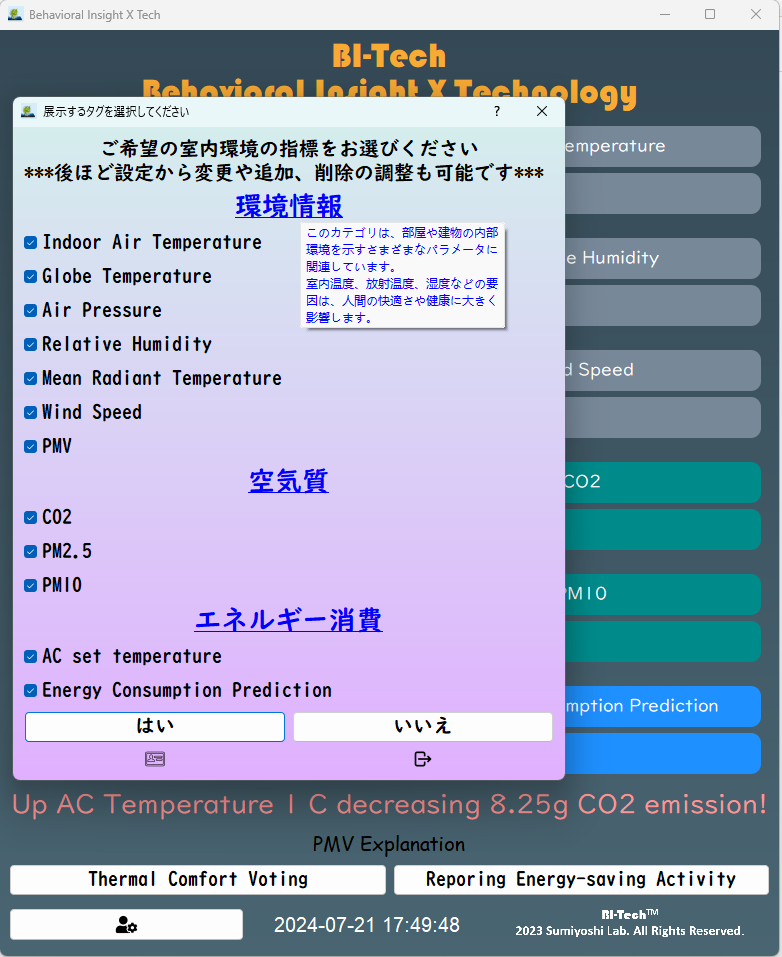 Behavioral Insight X Tech
BI-Tech
Behavioral Insight X Technology
展示するタグを選択してください
?
ご希望の室内環境の指標をお選びください
***後ほど設定から変更や追加、削除の調整も可能です***
環境情報
このカテゴリは、部屋や建物の内部
環境を示すさまざまなパラメータに
関連しています。
室内温度、放射温度、湿度などの要
因は、人間の快適さや健康に大きく
影響します。
Indoor Air Temperature
Globe Temperature
Air Pressure
Relative Humidity
Mean Radiant Temperature
Wind Speed
PMV
空気質
CO2
PM2.5
PM10
エネルギー消費
AC set temperature
Energy Consumption Prediction
はい
いいえ
emperature
e Humidity
d Speed
CO2
PM10
mption Prediction
Up AC Temperature 1 C decreasing 8.25g CO2 emission!
PMV Explanation
Thermal Comfort Voting
Reporing Energy-saving Activity
2024-07-21 17:49:48
BI-Tech™
2023 Sumiyoshi Lab. All Rights Reserved.